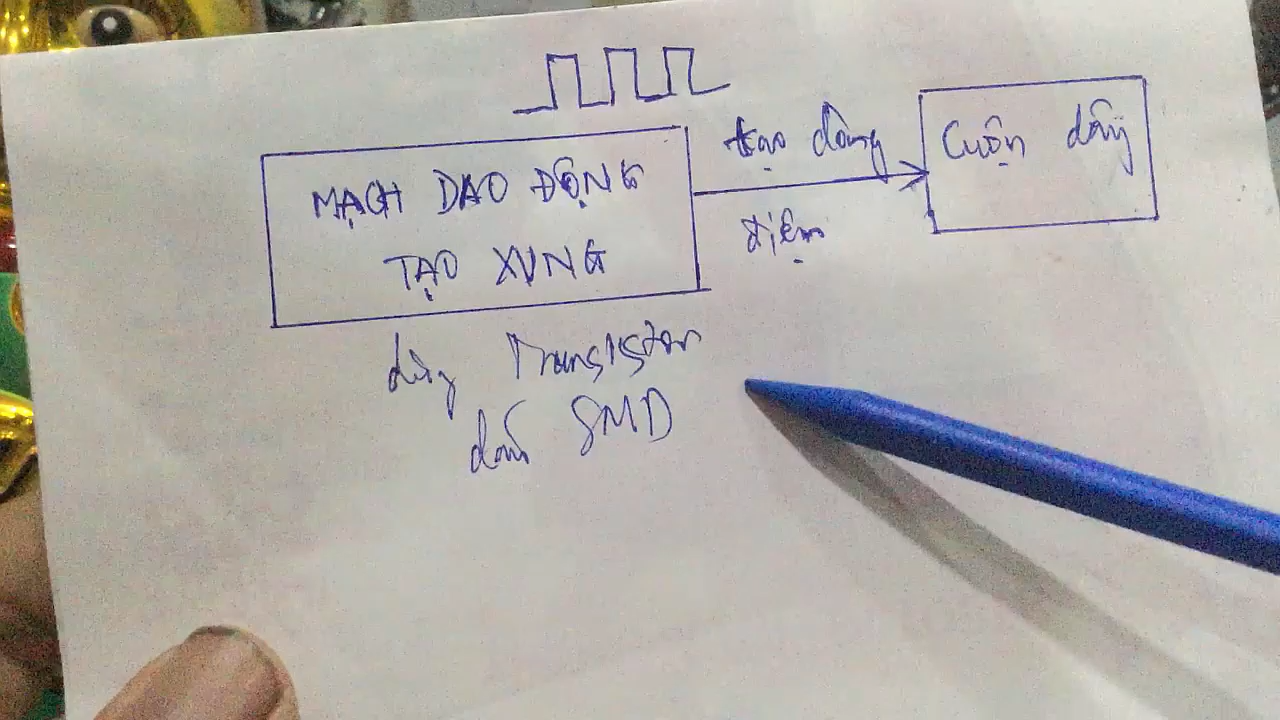 MẠCH DAO ĐỘNG
TẠO XUNG
tạo dòng
điện
Cuộn dây
dùng Transistor
dán SMD